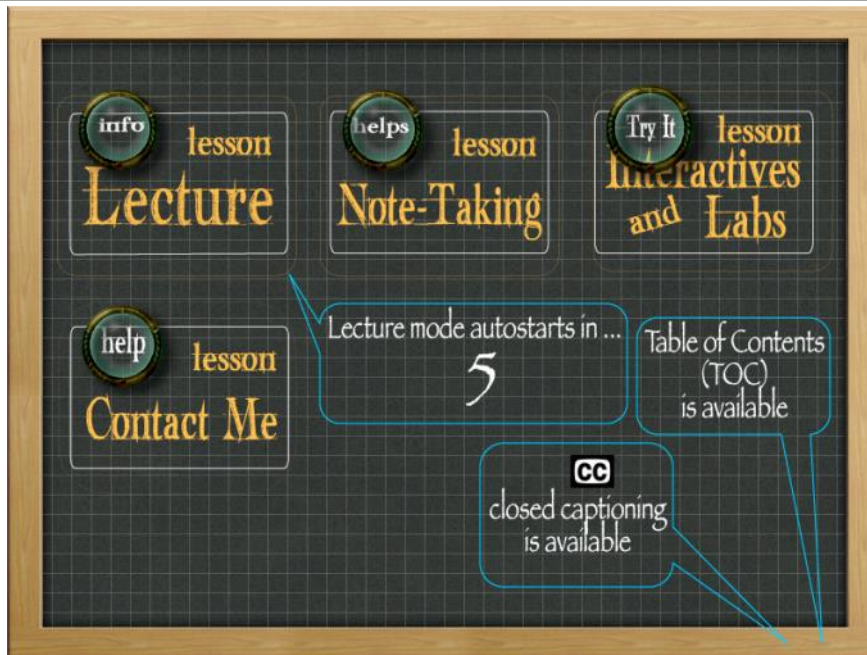 info
lesson
Lecture
helps
lesson
Note-Taking
Try It
lesson
Interactives
and Labs
help
lesson
Contact Me
Lecture mode autostarts in ...
5
Table of Contents
(TOC)
is available
CC
closed captioning
is available